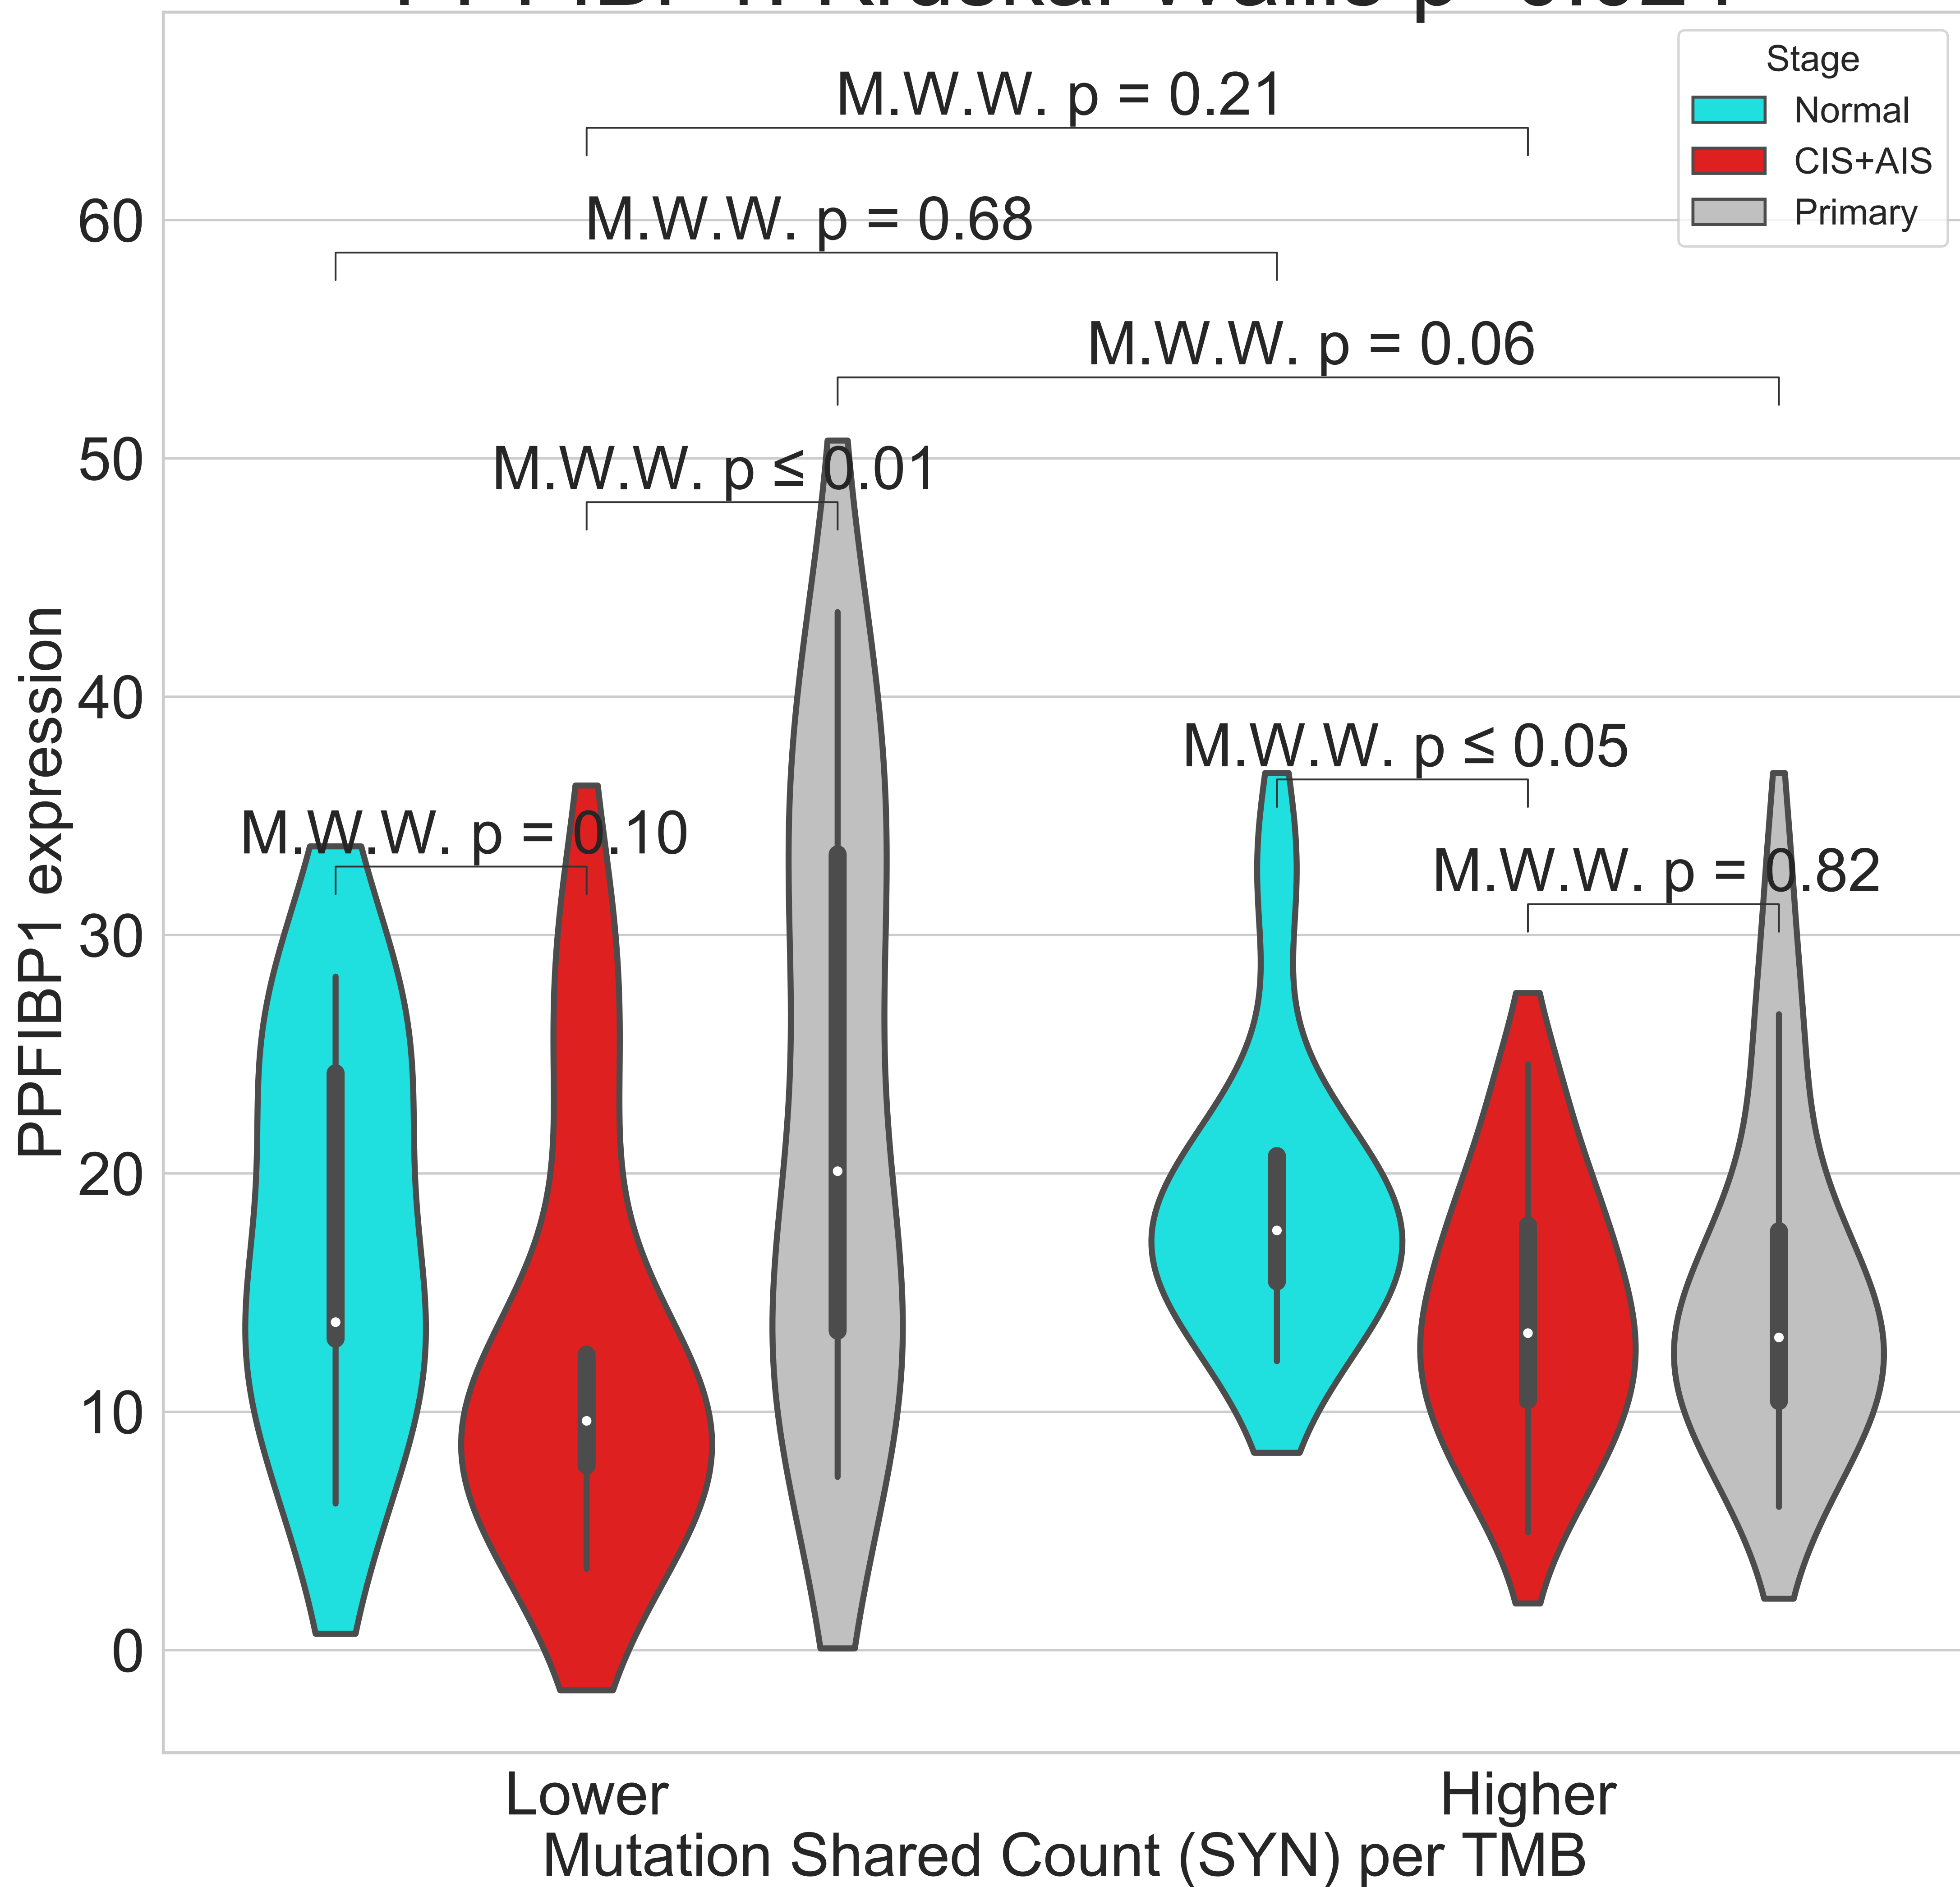 Stage
Normal
CIS+AIS
Primary
M.W.W. p = 0.21
M.W.W. p = 0.68
M.W.W. p = 0.06
M.W.W. p ≤ 0.01
M.W.W. p ≤ 0.05
M.W.W. p = 0.10
M.W.W. p = 0.82
60
50
40
30
20
10
0
PPFIBP1 expression
Lower
Higher
Mutation Shared Count (SYN) per TMB